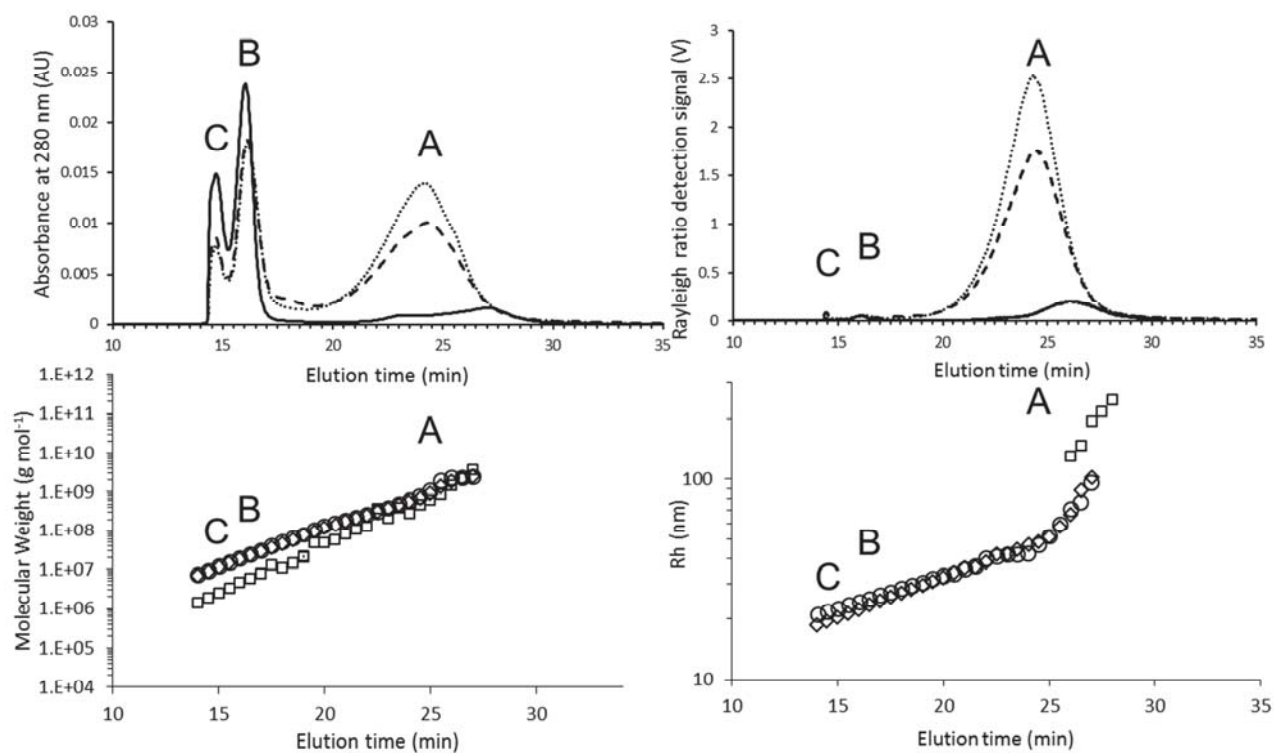 Absorbance at 280 nm (AU)
0.03
0.025
0.02
0.015
0.01
0.005
0
C
B
A
10 15 20 25 30 35
Elution time (min)
Rayleigh ratio detection signal (V)
3
2.5
2
1.5
1
0.5
0
C
B
A
10 15 20 25 30 35
Elution time (min)
Molecular Weight (g mol⁻¹)
1.E+12
1.E+11
1.E+10
1.E+09
1.E+08
1.E+07
1.E+06
1.E+05
1.E+04
C
B
A
10 15 20 25 30
Elution time (min)
Rh (nm)
100
10
C
B
A
10 15 20 25 30 35
Elution time (min)